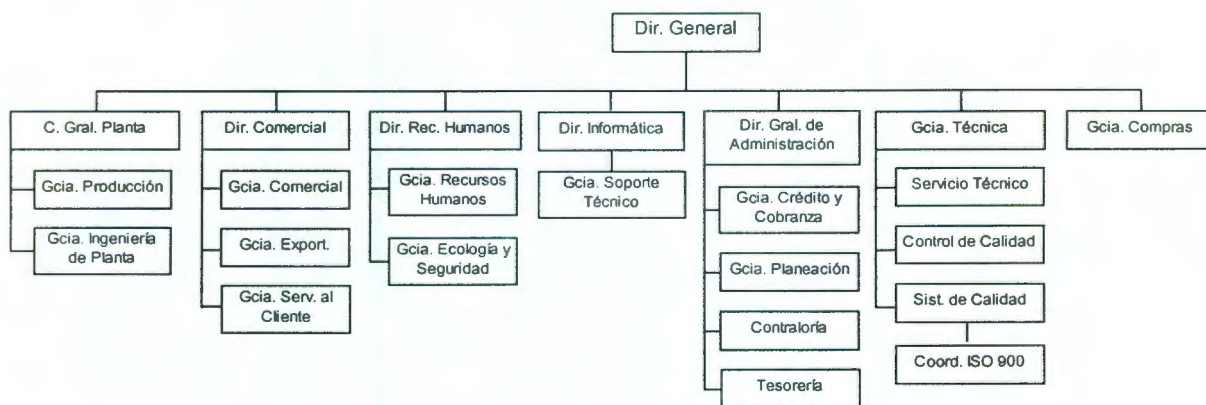 Dir. General
C. Gral. Planta
Gcia. Producción
Gcia. Ingeniería
de Planta
Dir. Comercial
Gcia. Comercial
Gcia. Export.
Gcia. Serv. al
Cliente
Dir. Rec. Humanos
Gcia. Recursos
Humanos
Gcia. Ecología y
Seguridad
Dir. Informática
Gcia. Soporte
Técnico
Dir. Gral. de
Administración
Gcia. Crédito y
Cobranza
Gcia. Planeación
Contraloría
Tesorería
Gcia. Técnica
Servicio Técnico
Control de Calidad
Sist. de Calidad
Coord. ISO 900
Gcia. Compras